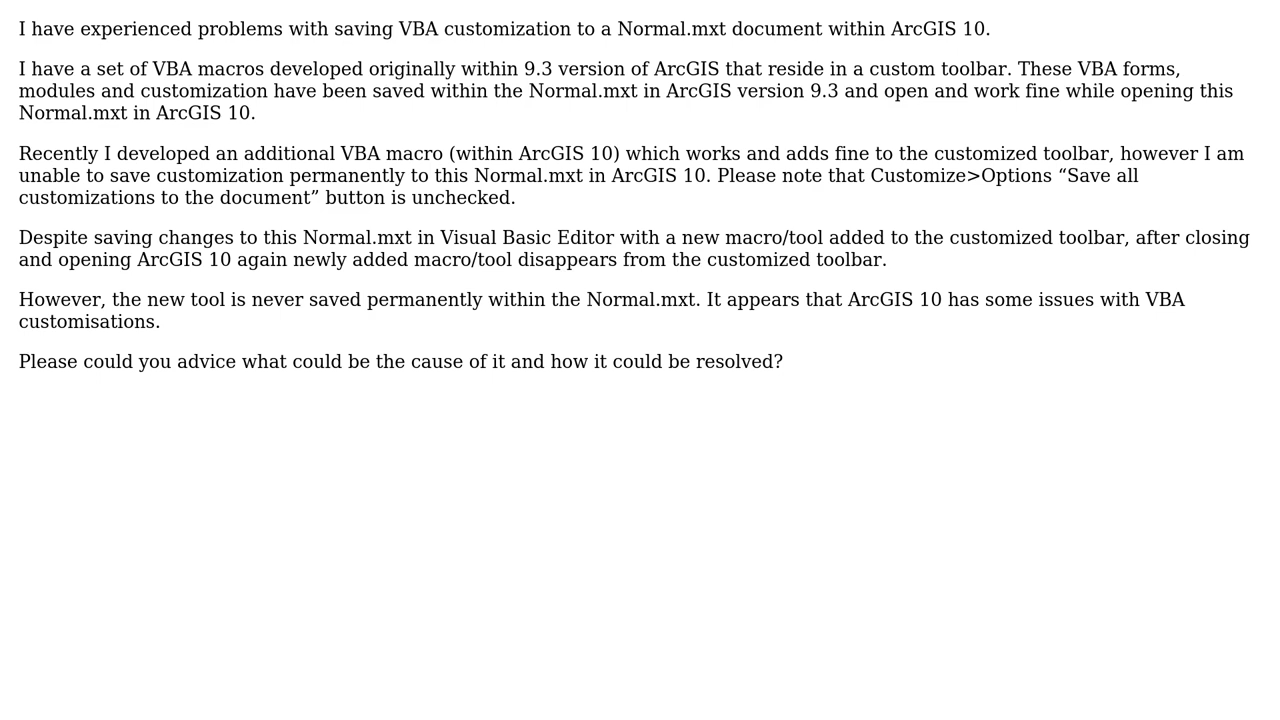 I have experienced problems with saving VBA customization to a Normal.mxt document within ArcGIS 10.
I have a set of VBA macros developed originally within 9.3 version of ArcGIS that reside in a custom toolbar. These VBA forms,
modules and customization have been saved within the Normal.mxt in ArcGIS version 9.3 and open and work fine while opening this
Normal.mxt in ArcGIS 10.
Recently I developed an additional VBA macro (within ArcGIS 10) which works and adds fine to the customized toolbar, however I am
unable to save customization permanently to this Normal.mxt in ArcGIS 10. Please note that Customize>Options “Save all
customizations to the document” button is unchecked.
Despite saving changes to this Normal.mxt in Visual Basic Editor with a new macro/tool added to the customized toolbar, after closing
and opening ArcGIS 10 again newly added macro/tool disappears from the customized toolbar.
However, the new tool is never saved permanently within the Normal.mxt. It appears that ArcGIS 10 has some issues with VBA
customisations.
Please could you advice what could be the cause of it and how it could be resolved?